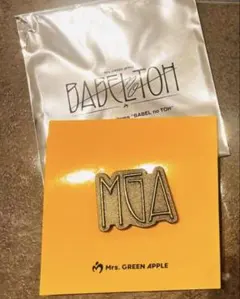 BABEL no TOH
"BABEL no TOH"
MGA
Mrs. GREEN APPLE